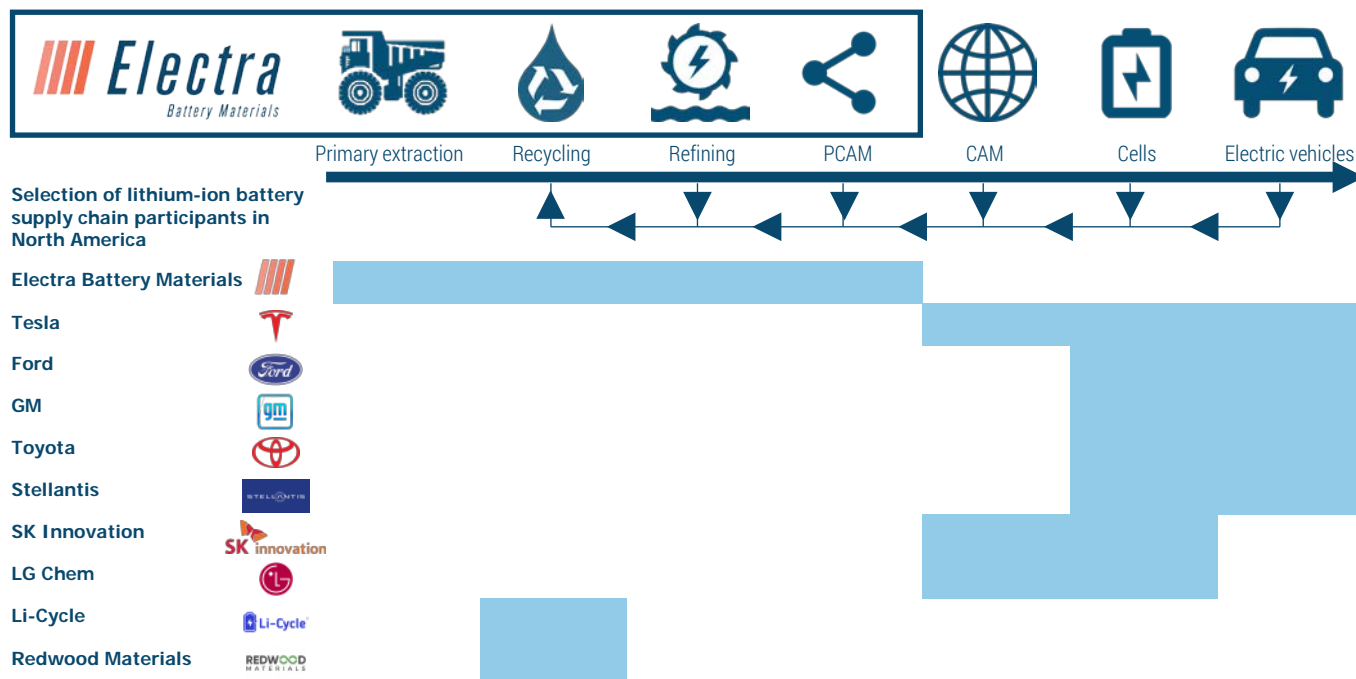 Electra
Battery Materials
Primary extraction
Recycling
Refining
PCAM
CAM
Cells
Electric vehicles
Selection of lithium-ion battery
supply chain participants in
North America
Electra Battery Materials
Tesla
Ford
Ford
GM
gm
Toyota
Stellantis
STELLANTIS
SK Innovation
SK innovation
LG Chem
LG
Li-Cycle
Li-Cycle
Redwood Materials
REDWOOD
MATERIALS